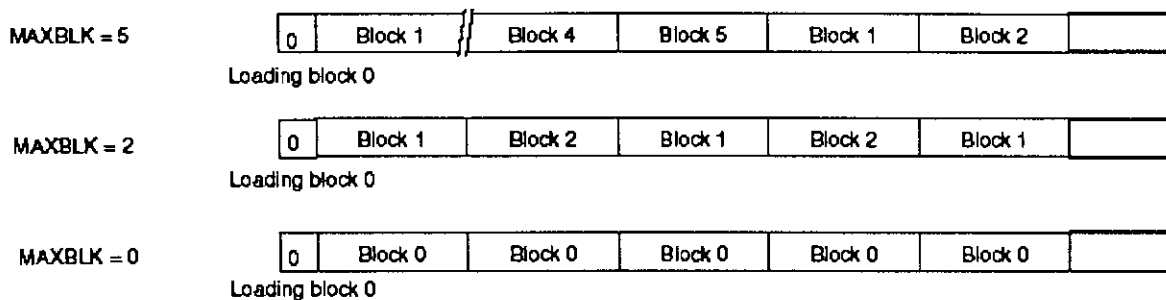 MAXBLK = 5 0 Block 1 Block 4 Block 5 Block 1 Block 2
Loading block 0
MAXBLK = 2 0 Block 1 Block 2 Block 1 Block 2 Block 1
Loading block 0
MAXBLK = 0 0 Block 0 Block 0 Block 0 Block 0 Block 0
Loading block 0